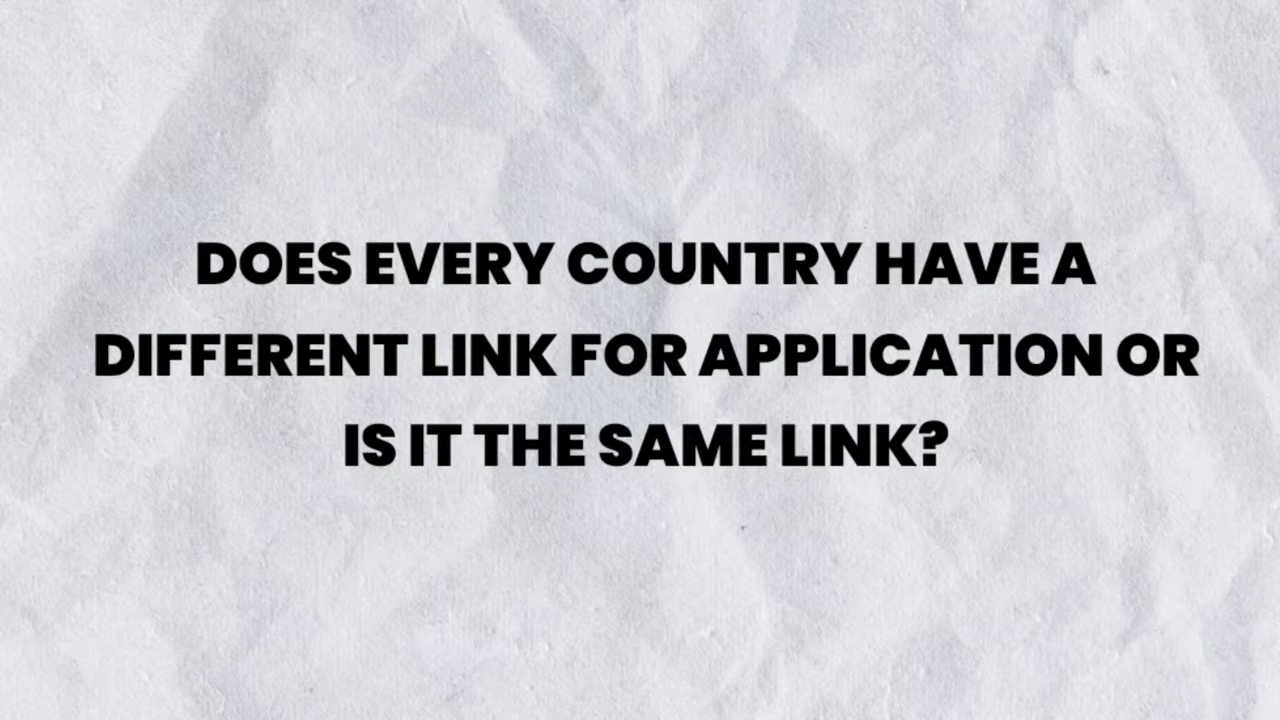 DOES EVERY COUNTRY HAVE A
DIFFERENT LINK FOR APPLICATION OR
IS IT THE SAME LINK?